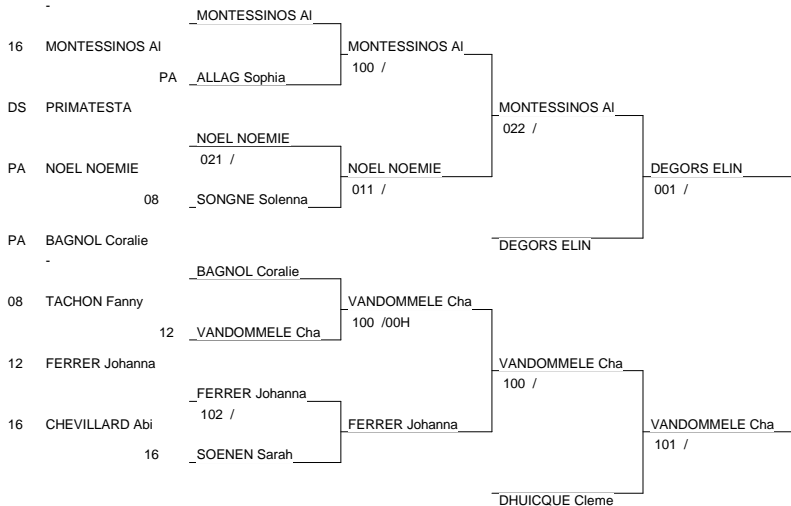 -
MONTESSINOS Al
16 MONTESSINOS Al MONTESSINOS Al
100 /
PA ALLAG Sophia
DS PRIMATESTA MONTESSINOS Al
022 /
NOEL NOEMIE
021 /
PA NOEL NOEMIE NOEL NOEMIE DEGORS ELIN
011 / 001 /
08 SONGNE Solenna
PA BAGNOL Coralie DEGORS ELIN
-
BAGNOL Coralie
08 TACHON Fanny VANDOMMELE Cha
100 /00H
12 VANDOMMELE Cha
12 FERRER Johanna VANDOMMELE Cha
100 /
FERRER Johanna
102 /
16 CHEVILLARD Abi FERRER Johanna VANDOMMELE Cha
101 /
16 SOENEN Sarah
DHUICQUE Cleme